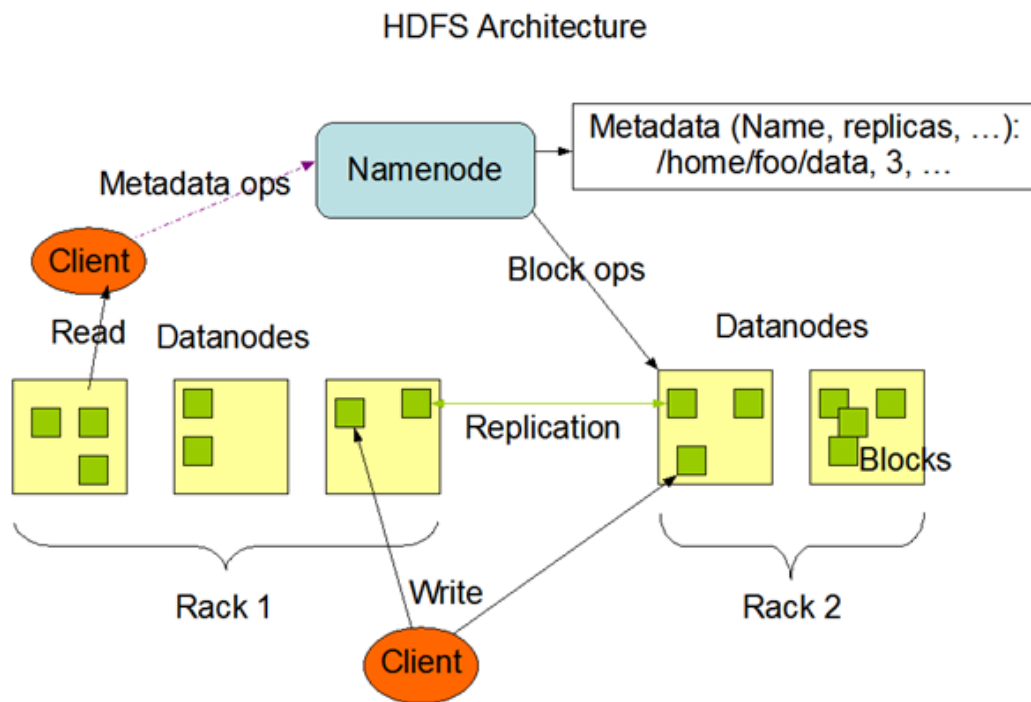 HDFS Architecture
Metadata (Name, replicas, …):
/home/foo/data, 3, …
Namenode
Metadata ops
Client
Block ops
Read
Datanodes
Datanodes
Replication
Blocks
Rack 1
Write
Rack 2
Client